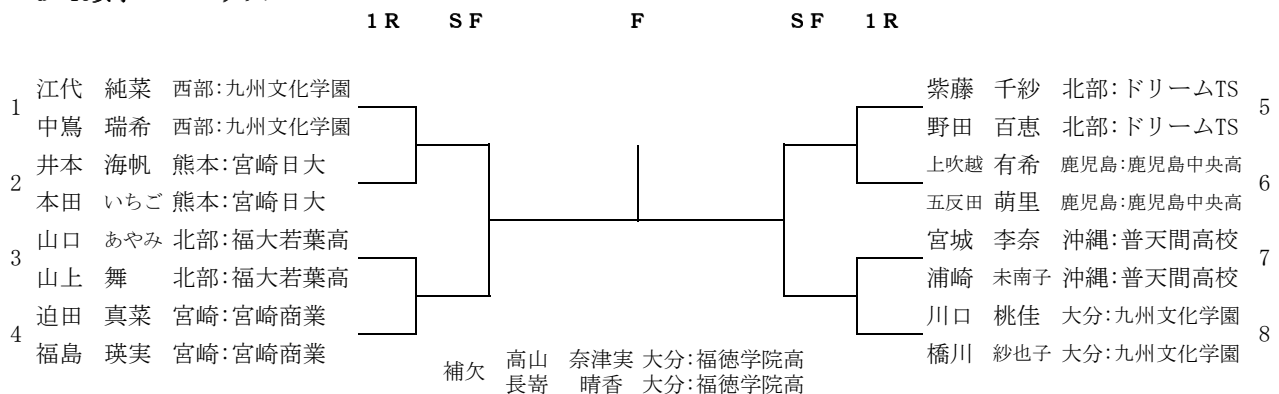 1R SF F SF 1R
1 江代 純菜 西部:九州文化学園
中嶌 瑞希 西部:九州文化学園
2 井本 海帆 熊本:宮崎日大
本田 いちご 熊本:宮崎日大
3 山口 あやみ 北部:福大若葉高
山上 舞 北部:福大若葉高
4 迫田 真菜 宮崎:宮崎商業
福島 瑛実 宮崎:宮崎商業
紫藤 千紗 北部:ドリームTS 5
野田 百恵 北部:ドリームTS
上吹越 有希 鹿児島:鹿児島中央高 6
五反田 萌里 鹿児島:鹿児島中央高
宮城 李奈 沖縄:普天間高校 7
浦崎 未南子 沖縄:普天間高校
川口 桃佳 大分:九州文化学園 8
橋川 紗也子 大分:九州文化学園
補欠 高山 奈津実 大分:福徳学院高
長嵜 晴香 大分:福徳学院高